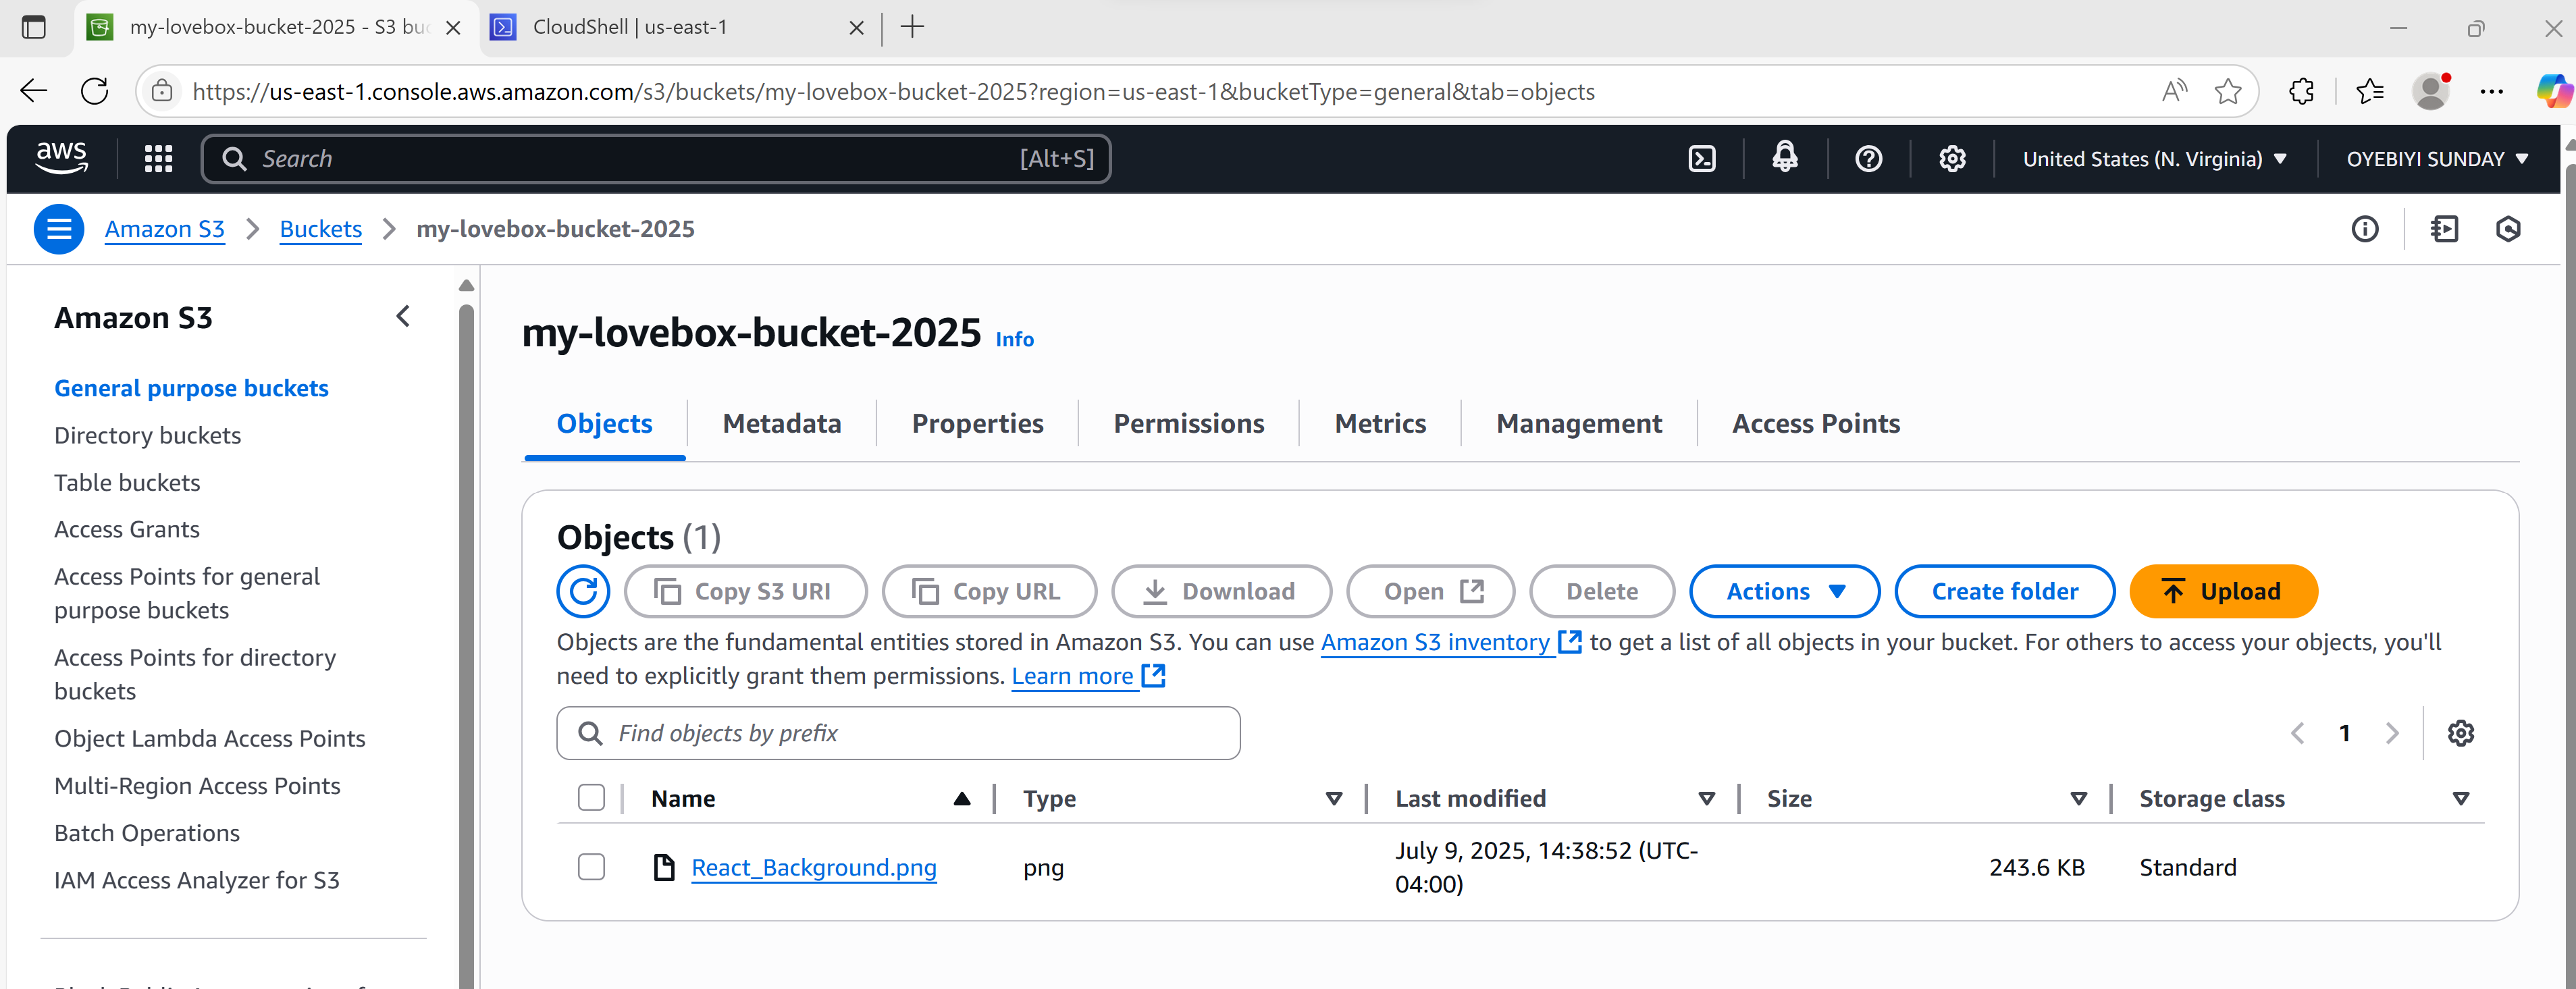 my-lovebox-bucket-2025 - S3 buc
CloudShell | us-east-1
https://us-east-1.console.aws.amazon.com/s3/buckets/my-lovebox-bucket-2025?region=us-east-1&bucketType=general&tab=objects
aws
Search
[Alt+S]
United States (N. Virginia)
OYEBIYI SUNDAY
Amazon S3
Buckets
my-lovebox-bucket-2025
Amazon S3
General purpose buckets
Directory buckets
Table buckets
Access Grants
Access Points for general
purpose buckets
Access Points for directory
buckets
Object Lambda Access Points
Multi-Region Access Points
Batch Operations
IAM Access Analyzer for S3
my-lovebox-bucket-2025 Info
Objects
Metadata
Properties
Permissions
Metrics
Management
Access Points
Objects (1)
Copy S3 URI
Copy URL
Download
Open
Delete
Actions
Create folder
Upload
Objects are the fundamental entities stored in Amazon S3. You can use Amazon S3 inventory to get a list of all objects in your bucket. For others to access your objects, you'll
need to explicitly grant them permissions. Learn more
Find objects by prefix
1
Name
Type
Last modified
Size
Storage class
React_Background.png
png
July 9, 2025, 14:38:52 (UTC-
04:00)
243.6 KB
Standard